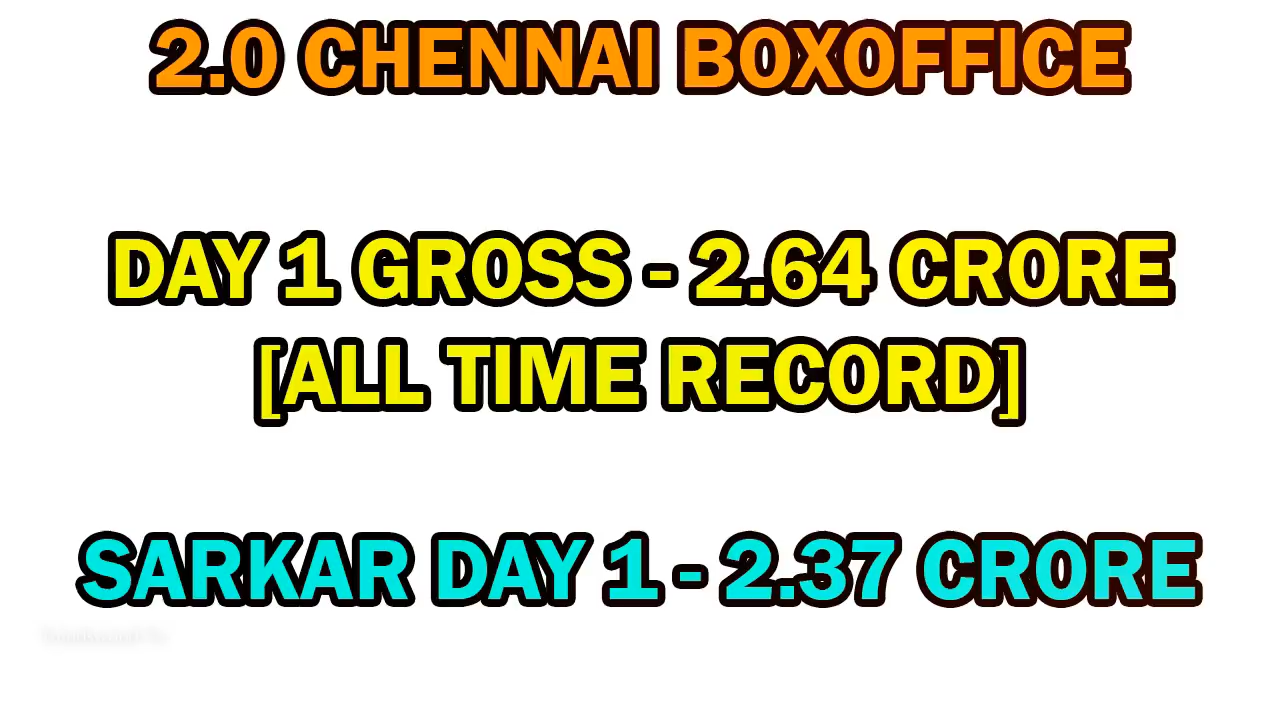 2.0 CHENNAI BOXOFFICE
DAY 1 GROSS - 2.64 CRORE
[ALL TIME RECORD]
SARKAR DAY 1 - 2.37 CRORE